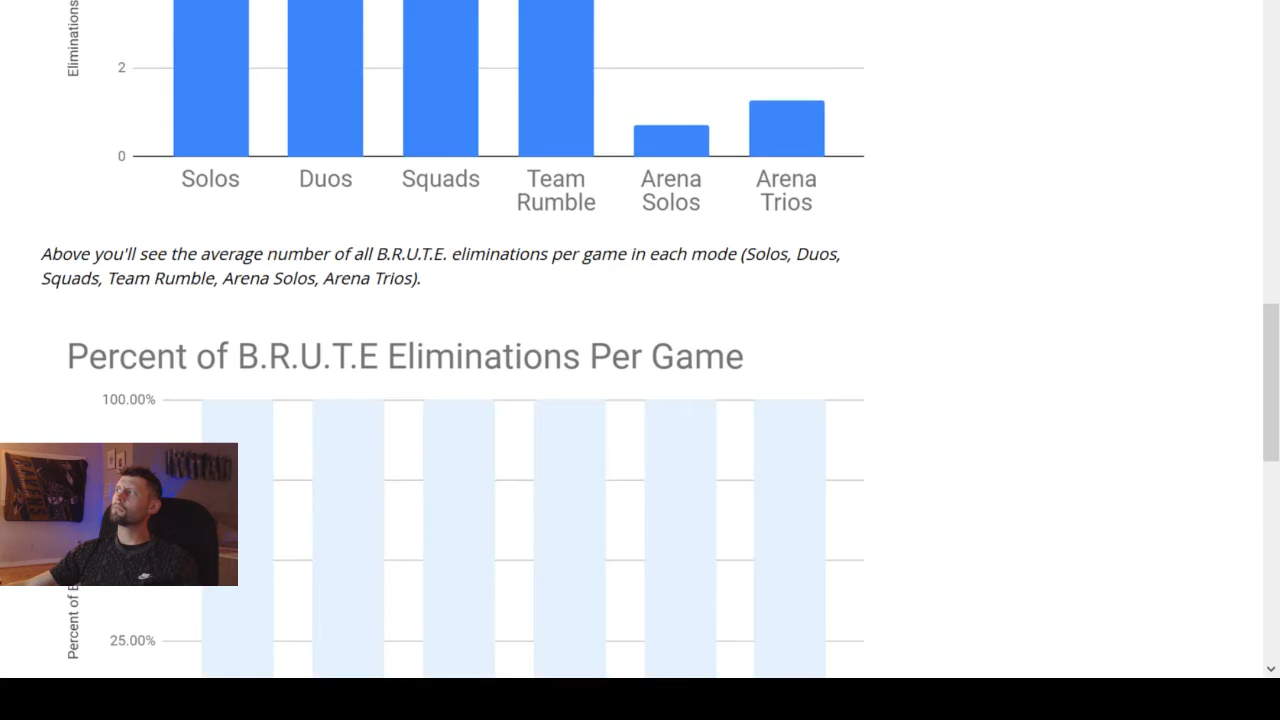 Eliminations
2
0
Solos
Duos
Squads
Team
Rumble
Arena
Solos
Arena
Trios
Above you'll see the average number of all B.R.U.T.E. eliminations per game in each mode (Solos, Duos,
Squads, Team Rumble, Arena Solos, Arena Trios).
Percent of B.R.U.T.E Eliminations Per Game
100.00%
25.00%
Percent of